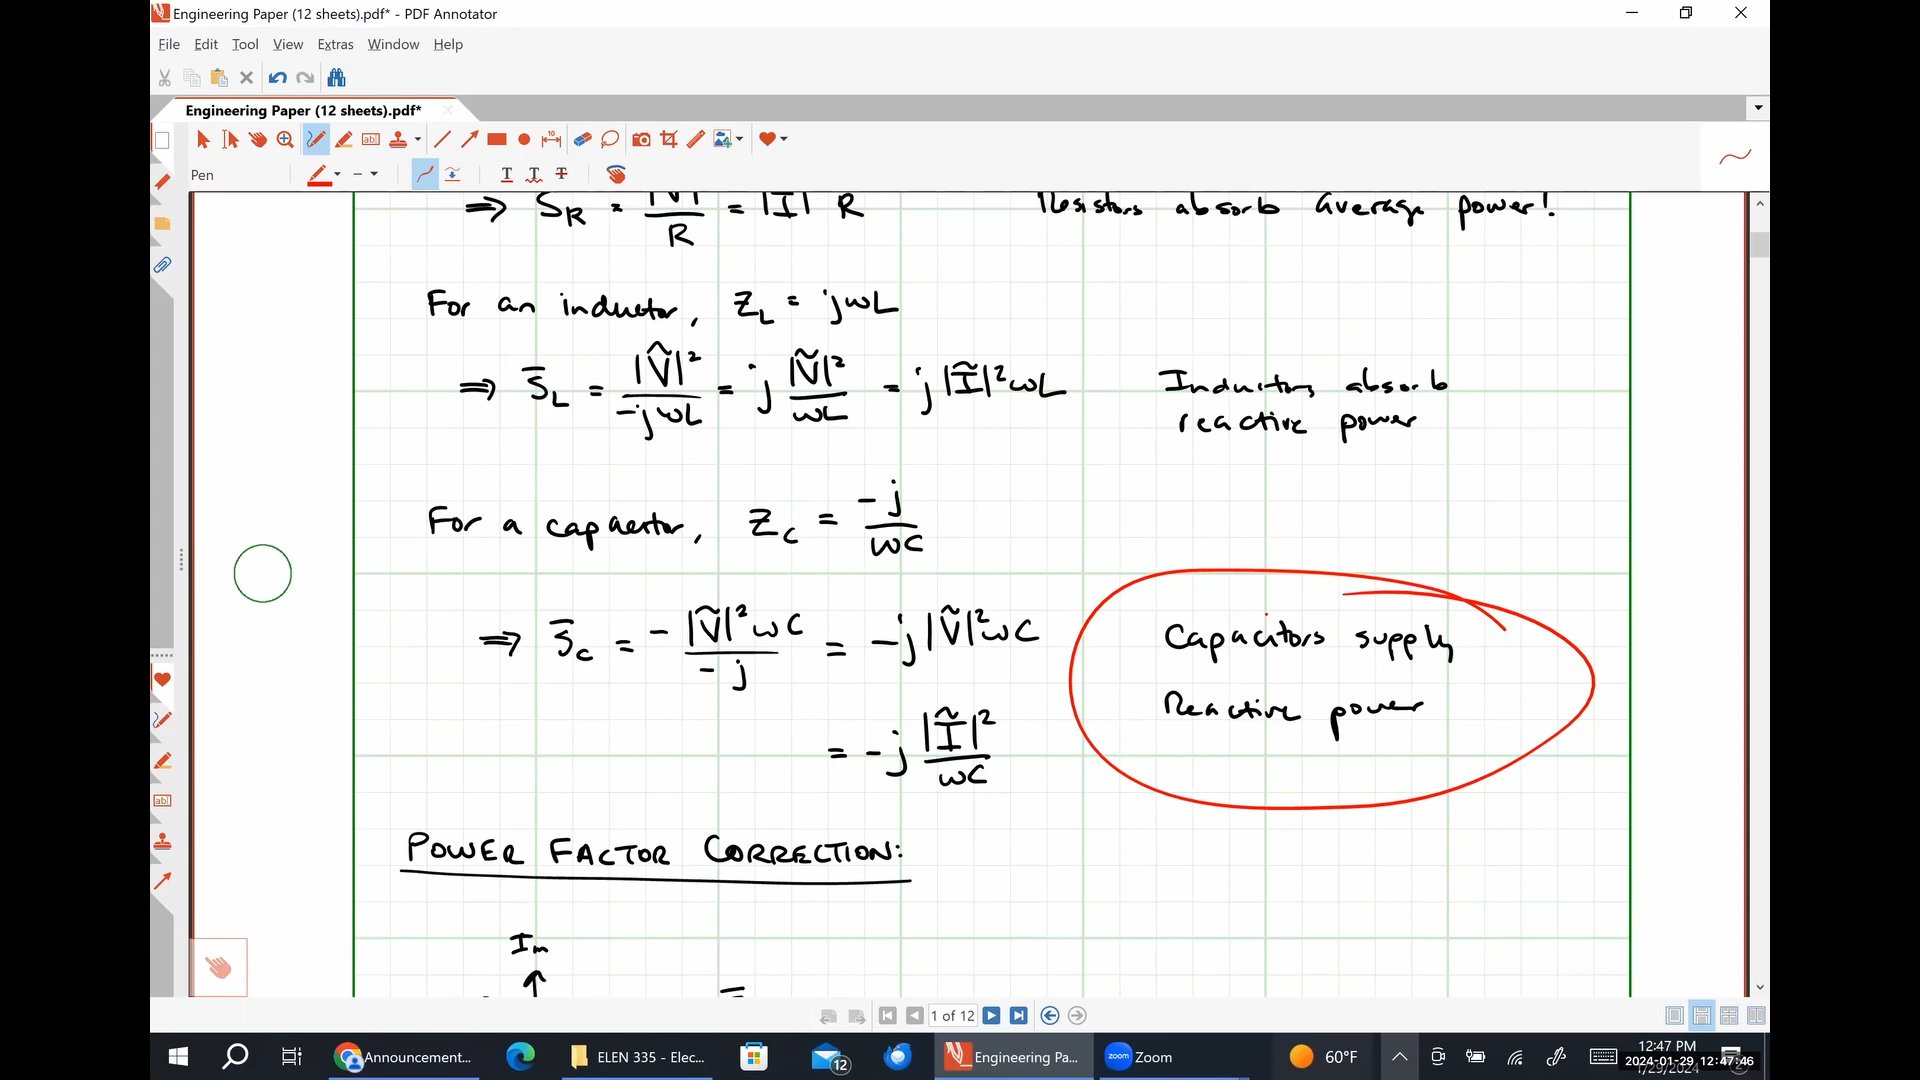 Engineering Paper (12 sheets).pdf* - PDF Annotator
File Edit Tool View Extras Window Help
Engineering Paper (12 sheets).pdf*
Pen
⇒ S_R = |V| / R = |I| R
Resistors absorb average power!
For an inductor, Z_L = jωL
⇒ S̅_L = |Ṽ|² / -jωL = j |Ṽ|² / ωL = j |Ĩ|² ωL
Inductors absorb
reactive power
For a capacitor, Z_C = -j / ωC
⇒ S̅_C = - |Ṽ|² ωC / -j = -j |Ṽ|² ωC
= -j |Ĩ|² / ωC
Capacitors supply
Reactive power
POWER FACTOR CORRECTION:
Im
1 of 12
Announcement...
ELEN 335 - Elec...
12
Engineering Pa...
zoom Zoom
60°F
12:47 PM
2024-01-29, 12:47:46